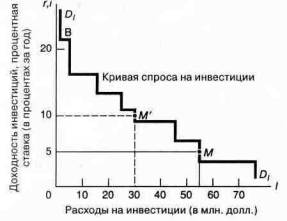 r,i
D_I
B
20
Кривая спроса на инвестиции
M'
10
M
5
D_I
0 10 20 30 40 50 60 70 I
Расходы на инвестиции (в млн. долл.)
Доходность инвестиций, процентная
ставка (в процентах за год)